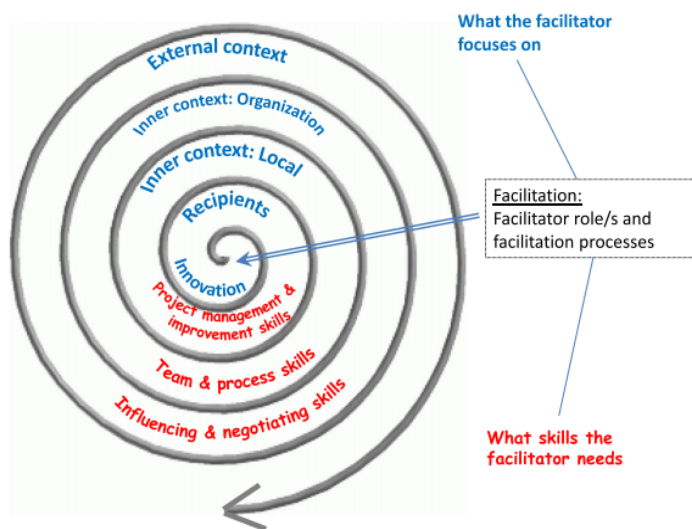 What the facilitator
focuses on
External context
Inner context: Organization
Inner context: Local
Recipients
Innovation
Facilitation:
Facilitator role/s and
facilitation processes
Project management &
improvement skills
Team & process skills
Influencing & negotiating skills
What skills the
facilitator needs